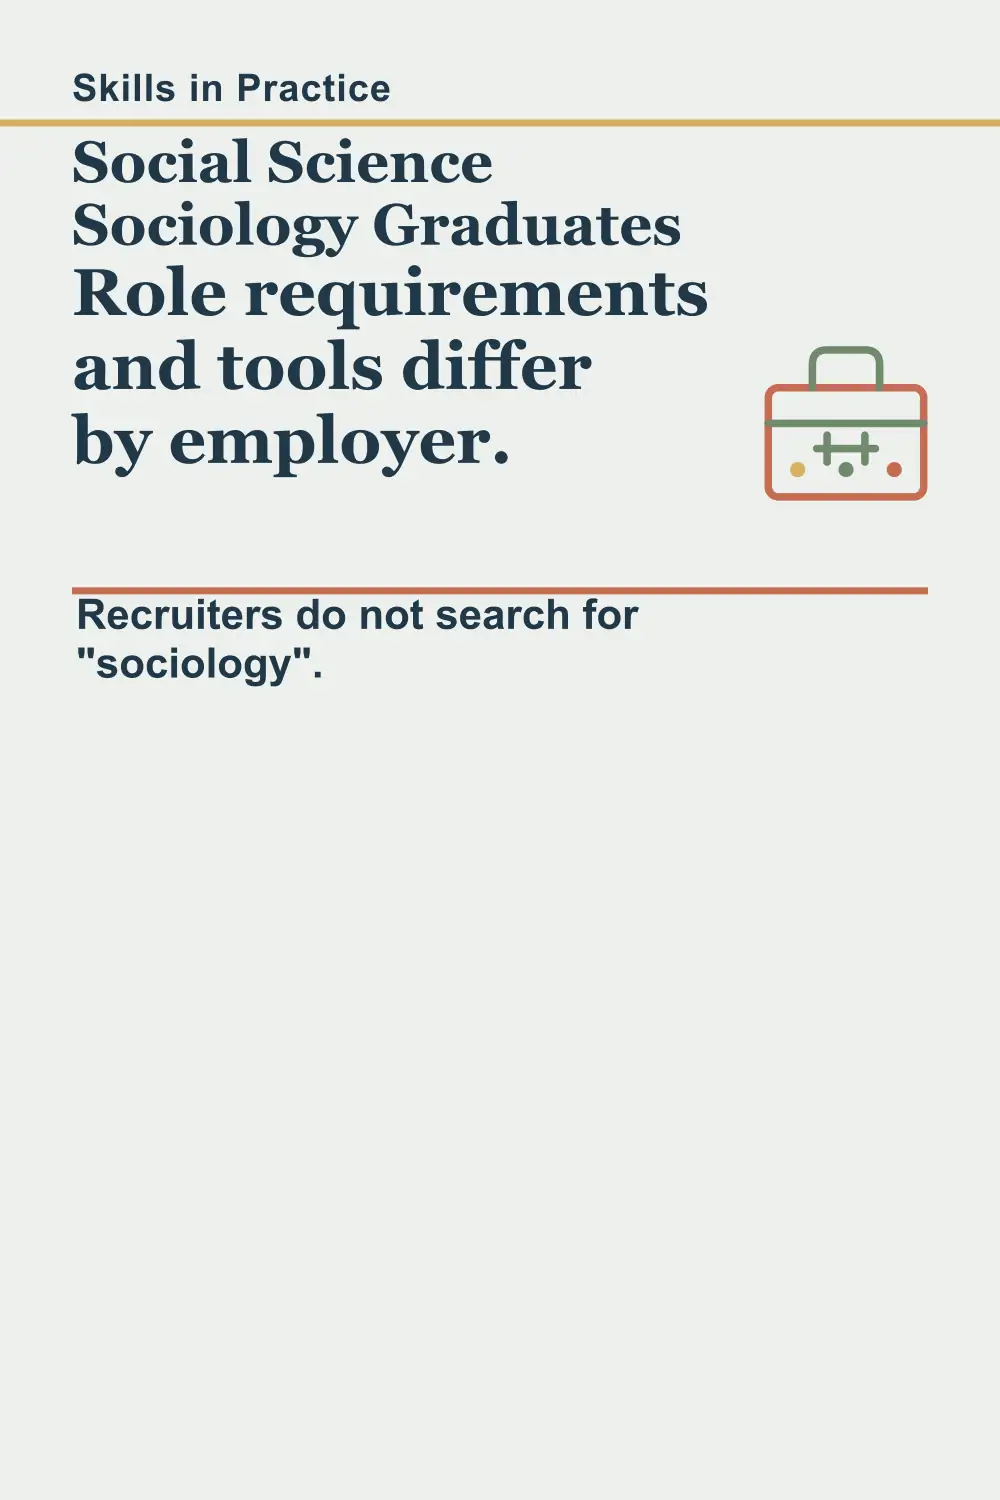 Skills in Practice
Social Science
Sociology Graduates
Role requirements
and tools differ
by employer.
Recruiters do not search for
"sociology".